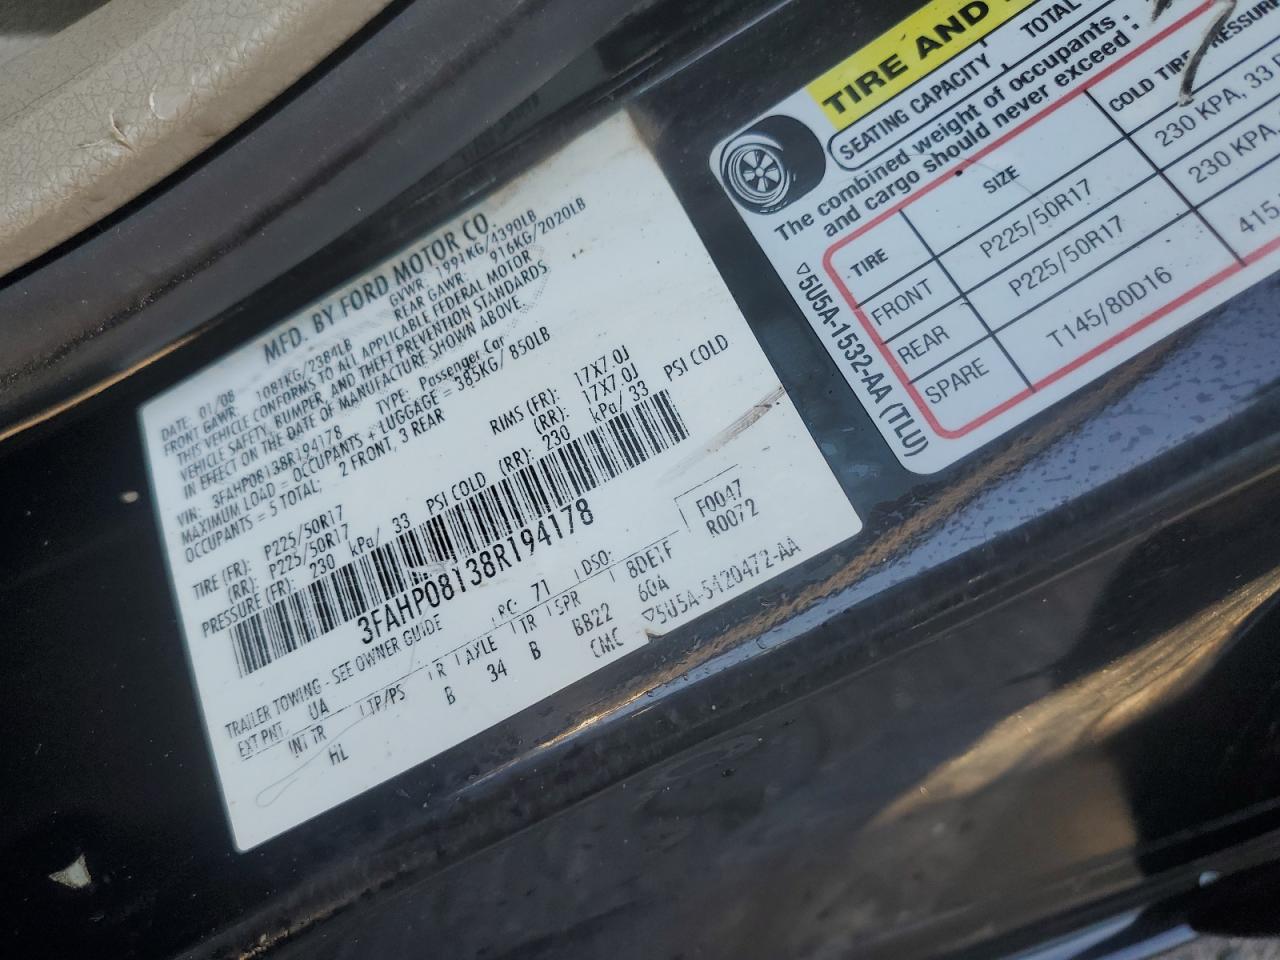 MFD. BY FORD MOTOR CO.
DATE: 01/08 GVWR: 1991KG/4390LB
FRONT GAWR: 1081KG/2384LB REAR GAWR: 916KG/2020LB
THIS VEHICLE CONFORMS TO ALL APPLICABLE FEDERAL MOTOR
VEHICLE SAFETY, BUMPER, AND THEFT PREVENTION STANDARDS
IN EFFECT ON THE DATE OF MANUFACTURE SHOWN ABOVE.
VIN: 3FAHP08138R194178 TYPE: Passenger Car
MAXIMUM LOAD = OCCUPANTS + LUGGAGE = 385KG/ 850LB
OCCUPANTS = 5 TOTAL; 2 FRONT, 3 REAR
TIRE (FR): P225/50R17 RIMS (FR): 17X7.0J
(RR): P225/50R17 (RR): 17X7.0J
PRESSURE (FR): 230 kPa/ 33 PSI COLD (RR): 230 kPa/ 33 PSI COLD
3FAHP08138R194178
F0047
R0072
TRAILER TOWING - SEE OWNER GUIDE
EXT PNT: UA RC: 71 DSO: 8DE1F
INT TR TP/PS R AXLE TR SPR 60A
HL B 34 B BB22
CMC ▽5U5A-5420472-AA
TIRE AND
SEATING CAPACITY TOTAL
The combined weight of occupants
and cargo should never exceed :
TIRE SIZE COLD TIRE PRESSURE
FRONT P225/50R17 230 KPA, 33
REAR P225/50R17 230 KPA,
SPARE T145/80D16 415
▽5U5A-1532-AA (TLU)